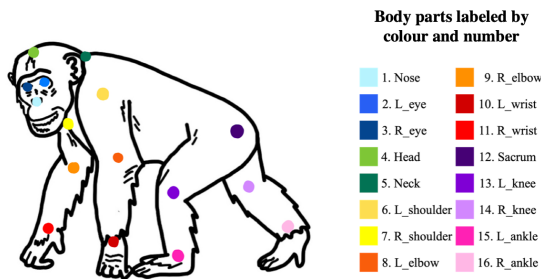 Body parts labeled by
colour and number
1. Nose
2. L_eye
3. R_eye
4. Head
5. Neck
6. L_shoulder
7. R_shoulder
8. L_elbow
9. R_elbow
10. L_wrist
11. R_wrist
12. Sacrum
13. L_knee
14. R_knee
15. L_ankle
16. R_ankle